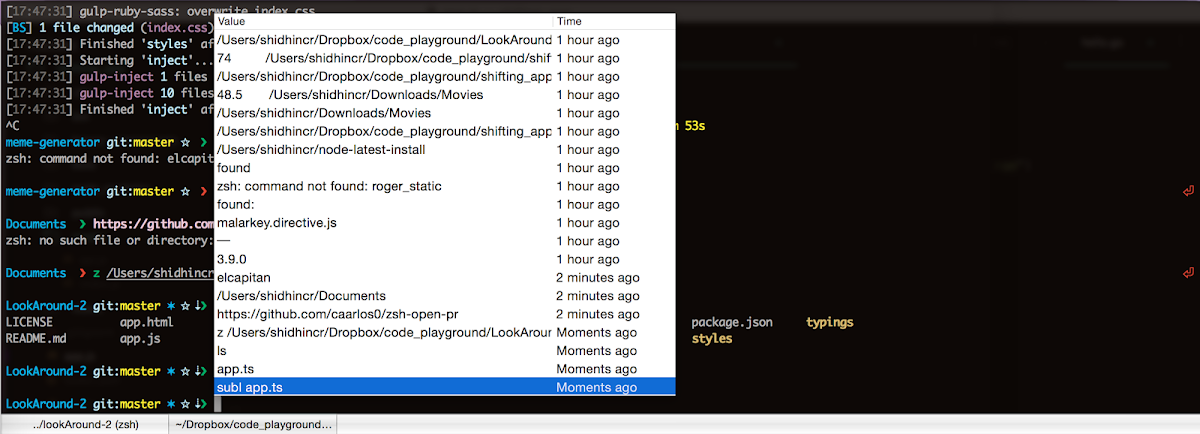 [17:47:31] gulp-ruby-sass: overwrite index.css
[BS] 1 file changed (index.css)
[17:47:31] Finished 'styles' af
[17:47:31] Starting 'inject'...
[17:47:31] gulp-inject 1 files
[17:47:31] gulp-inject 10 files
[17:47:31] Finished 'inject' af
^C
53s
meme-generator git:master ☆ ❯
zsh: command not found: elcapit
meme-generator git:master ☆ ❯
Documents ❯ https://github.com
zsh: no such file or directory:
Documents ❯ z /Users/shidhincr
LookAround-2 git:master ✶ ☆ ⇣❯
LICENSE app.html package.json typings
README.md app.js styles
LookAround-2 git:master ✶ ☆ ⇣❯
LookAround-2 git:master ✶ ☆ ⇣❯
Value Time
/Users/shidhincr/Dropbox/code_playground/LookAround 1 hour ago
74 /Users/shidhincr/Dropbox/code_playground/shif 1 hour ago
/Users/shidhincr/Dropbox/code_playground/shifting_app 1 hour ago
48.5 /Users/shidhincr/Downloads/Movies 1 hour ago
/Users/shidhincr/Downloads/Movies 1 hour ago
/Users/shidhincr/Dropbox/code_playground/shifting_app 1 hour ago
/Users/shidhincr/node-latest-install 1 hour ago
found 1 hour ago
zsh: command not found: roger_static 1 hour ago
found: 1 hour ago
malarkey.directive.js 1 hour ago
— 1 hour ago
3.9.0 1 hour ago
elcapitan 2 minutes ago
/Users/shidhincr/Documents 2 minutes ago
https://github.com/caarlos0/zsh-open-pr 2 minutes ago
z /Users/shidhincr/Dropbox/code_playground/LookAroun Moments ago
ls Moments ago
app.ts Moments ago
subl app.ts Moments ago
../lookAround-2 (zsh) ~/Dropbox/code_playground...